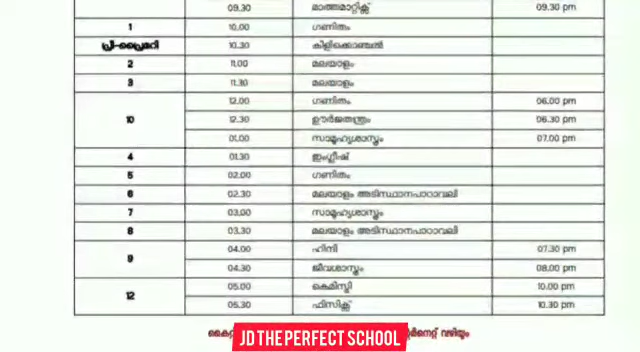 09.30 മാത്തമാറ്റിക്സ് 09.30 pm
1 10.00 ഗണിതം
പ്രീ-പ്രൈമറി 10.30 കിളിക്കൊഞ്ചൽ
2 11.00 മലയാളം
3 11.30 മലയാളം
12.00 ഗണിതം 06.00 pm
10 12.30 ഊർജതന്ത്രം 06.30 pm
01.00 സാമൂഹ്യശാസ്ത്രം 07.00 pm
4 01.30 ഇംഗ്ലീഷ്
5 02.00 ഗണിതം
6 02.30 മലയാളം അടിസ്ഥാനപാഠാവലി
7 03.00 സാമൂഹ്യശാസ്ത്രം
8 03.30 മലയാളം അടിസ്ഥാനപാഠാവലി
9 04.00 ഹിന്ദി 07.30 pm
04.30 ജീവശാസ്ത്രം 08.00 pm
12 05.00 കെമിസ്ട്രി 10.00 pm
05.30 ഫിസിക്സ് 10.30 pm
JD THE PERFECT SCHOOL വഴിയും